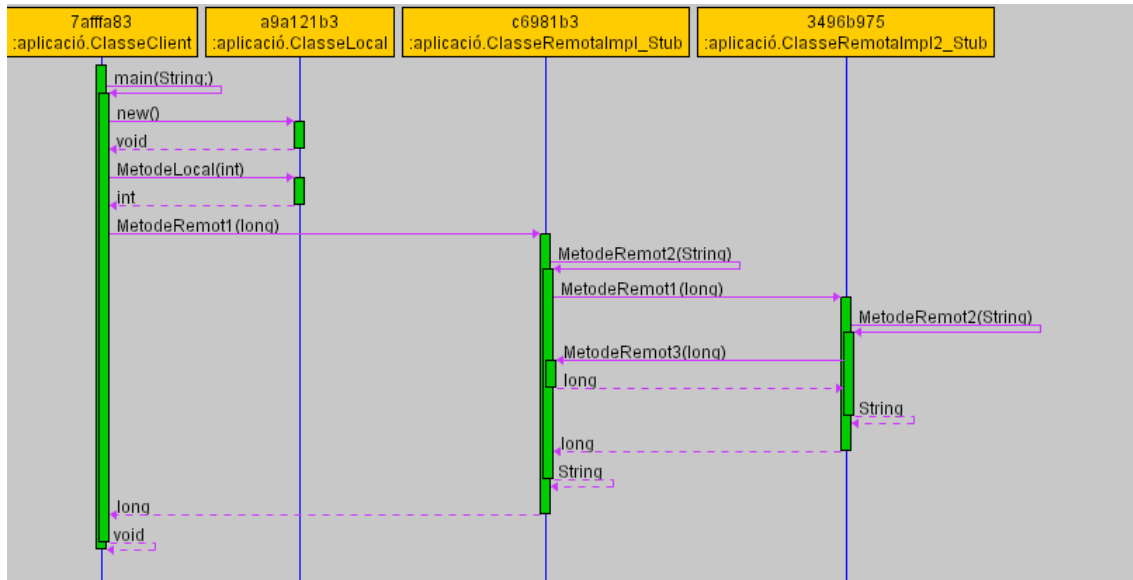 7afffa83
:aplicació.ClasseClient
a9a121b3
:aplicació.ClasseLocal
c6981b3
:aplicació.ClasseRemotaImpl_Stub
3496b975
:aplicació.ClasseRemotaImpl2_Stub
main(String;)
new()
void
MetodeLocal(int)
int
MetodeRemot1(long)
MetodeRemot2(String)
MetodeRemot1(long)
MetodeRemot2(String)
MetodeRemot3(long)
long
String
long
String
long
void